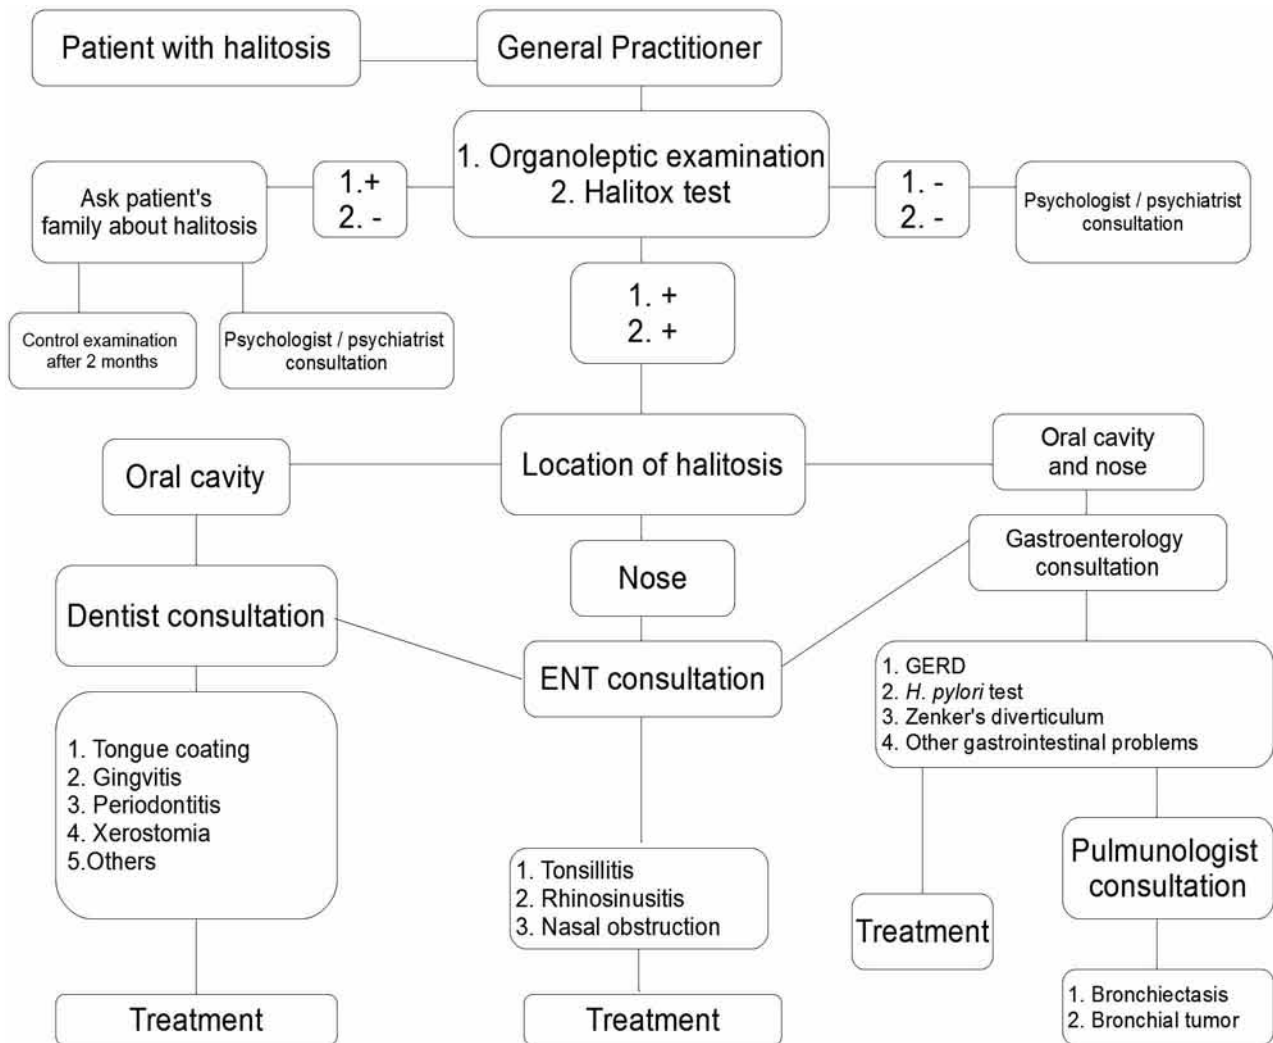 Patient with halitosis
General Practitioner
1. Organoleptic examination
2. Halitox test
Ask patient's
family about halitosis
1.+
2. -
1. -
2. -
Psychologist / psychiatrist
consultation
Control examination
after 2 months
Psychologist / psychiatrist
consultation
1. +
2. +
Location of halitosis
Oral cavity
Oral cavity
and nose
Nose
Gastroenterology
consultation
Dentist consultation
ENT consultation
1. GERD
2. H. pylori test
3. Zenker's diverticulum
4. Other gastrointestinal problems
1. Tongue coating
2. Gingvitis
3. Periodontitis
4. Xerostomia
5.Others
1. Tonsillitis
2. Rhinosinusitis
3. Nasal obstruction
Pulmunologist
consultation
Treatment
Treatment
Treatment
1. Bronchiectasis
2. Bronchial tumor